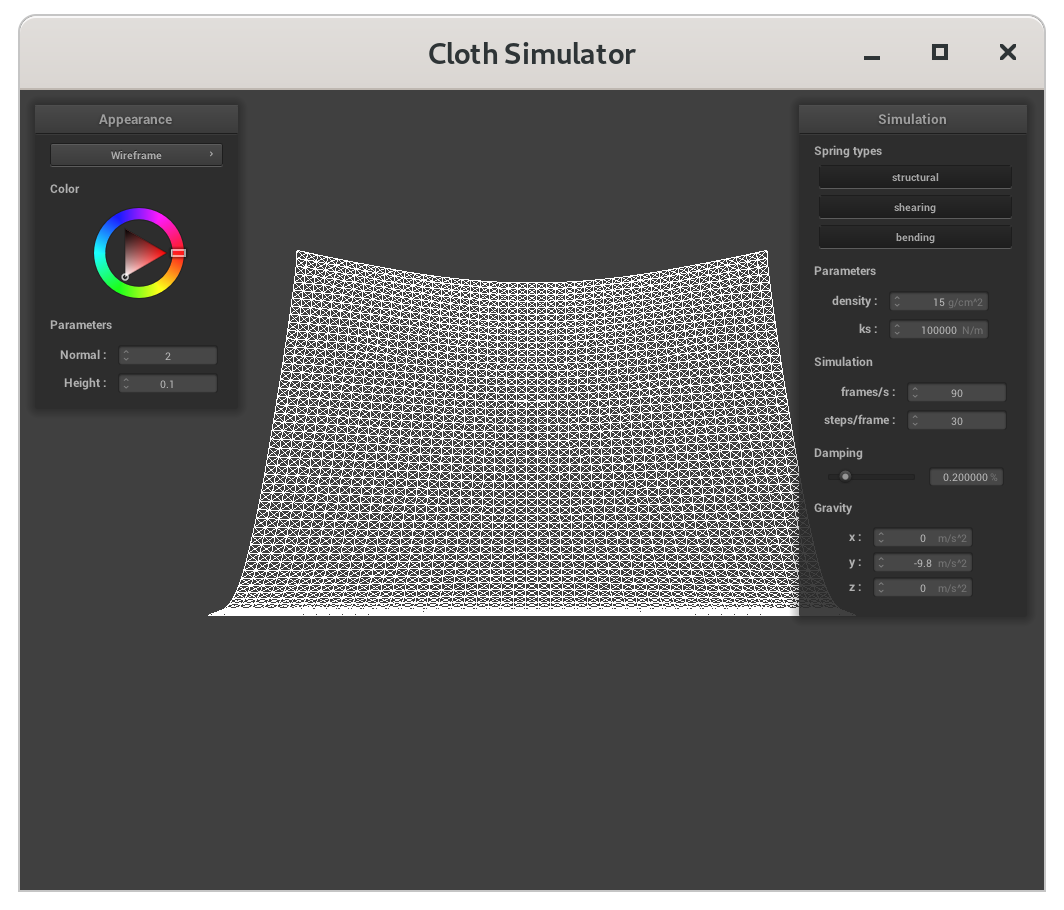 Cloth Simulator
Appearance
Wireframe
Color
Parameters
Normal : 2
Height : 0.1
Simulation
Spring types
structural
shearing
bending
Parameters
density : 15 g/cm^2
ks : 100000 N/m
Simulation
frames/s : 90
steps/frame : 30
Damping
0.200000 %
Gravity
x : 0 m/s^2
y : -9.8 m/s^2
z : 0 m/s^2